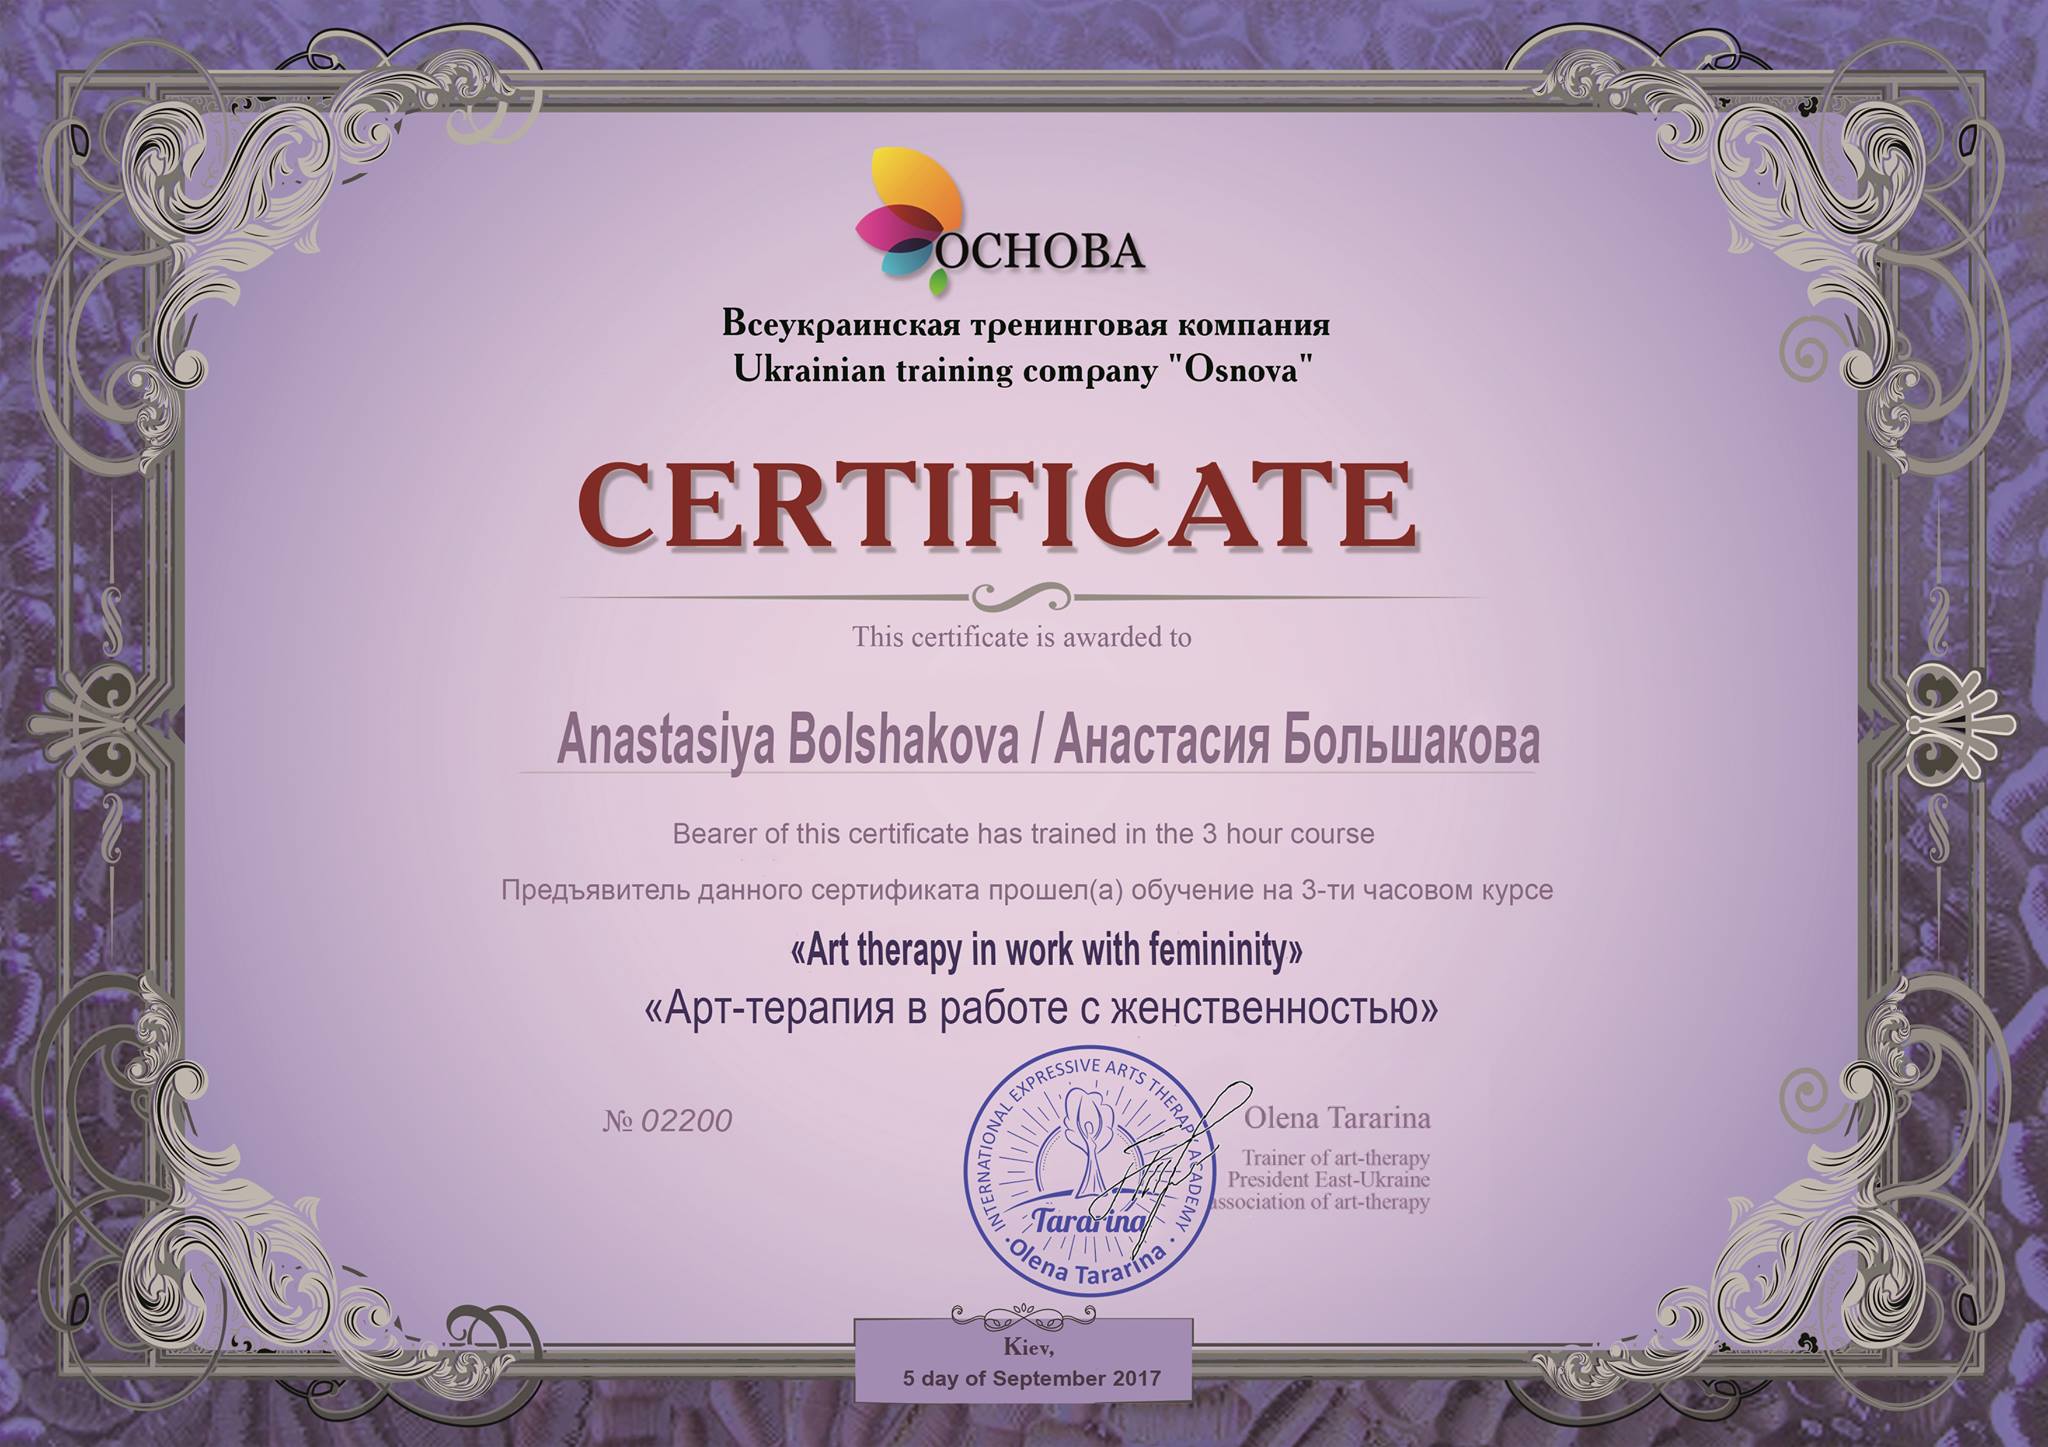 ОСНОВА
Всеукраинская тренинговая компания
Ukrainian training company "Osnova"
CERTIFICATE
This certificate is awarded to
Anastasiya Bolshakova / Анастасия Большакова
Bearer of this certificate has trained in the 3 hour course
Предъявитель данного сертификата прошел(а) обучение на 3-ти часовом курсе
«Art therapy in work with femininity»
«Арт-терапия в работе с женственностью»
№ 02200
INTERNATIONAL EXPRESSIVE ARTS THERAPY ACADEMY
Tararina
· Olena Tararina ·
Olena Tararina
Trainer of art-therapy
President East-Ukraine
association of art-therapy
Kiev,
5 day of September 2017